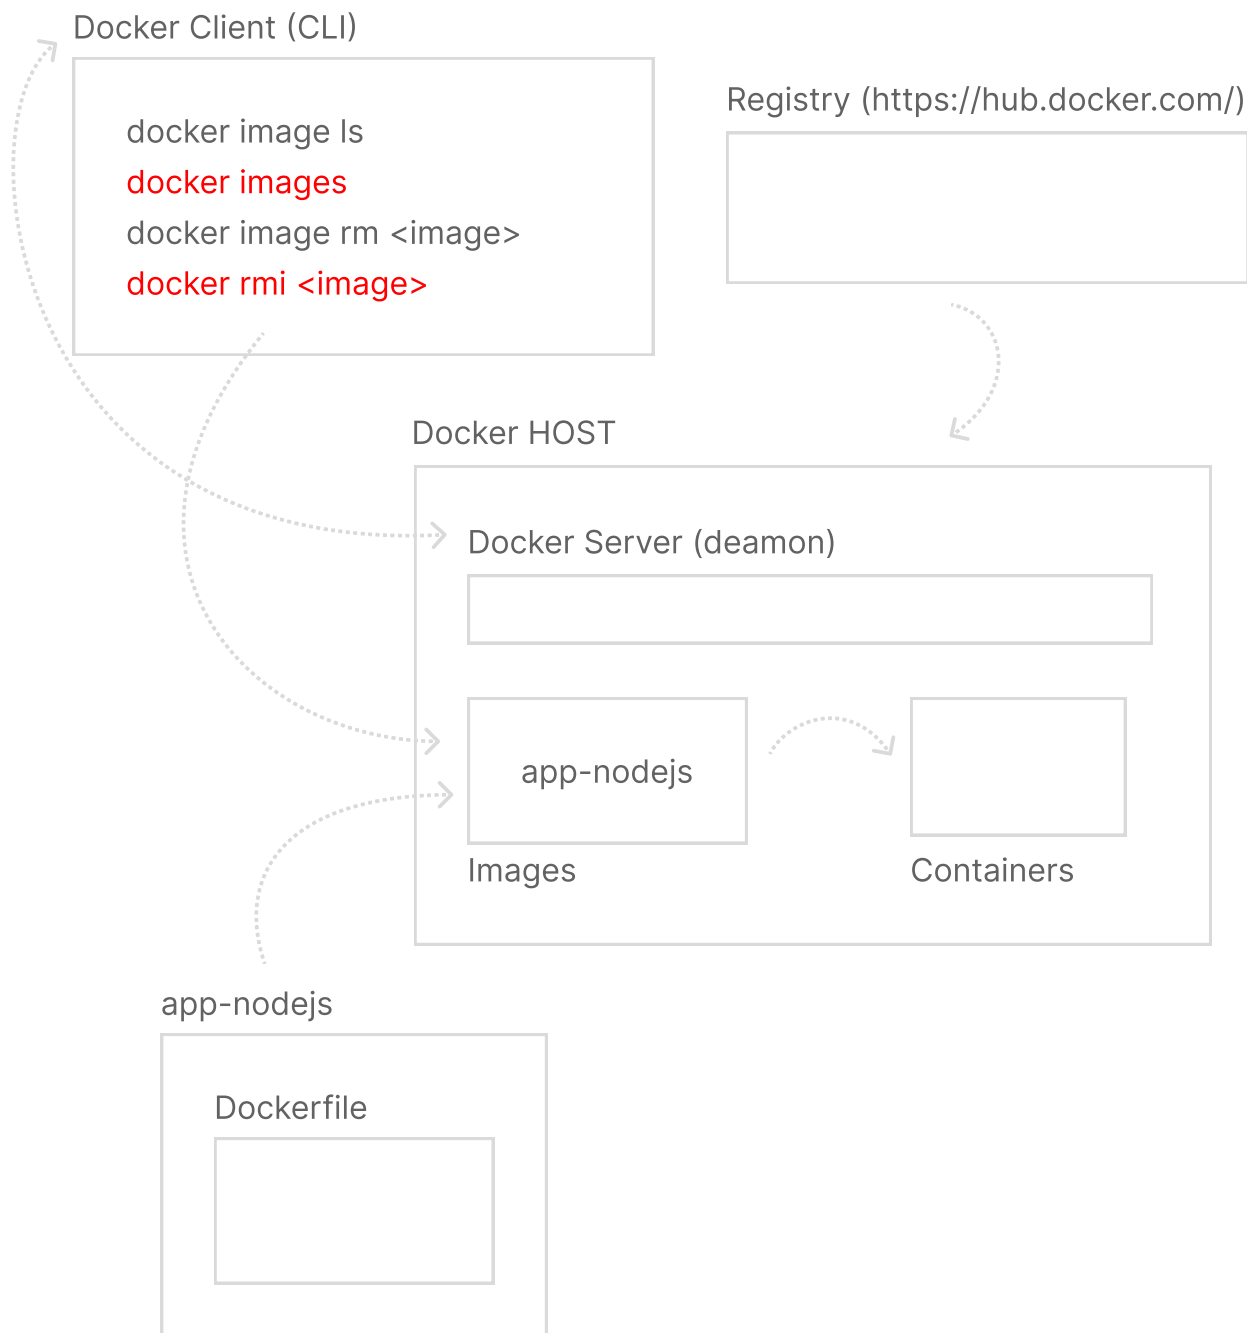 Docker Client (CLI)
docker image ls
docker images
docker image rm <image>
docker rmi <image>
Registry (https://hub.docker.com/)
Docker HOST
Docker Server (deamon)
app-nodejs
Images
Containers
app-nodejs
Dockerfile